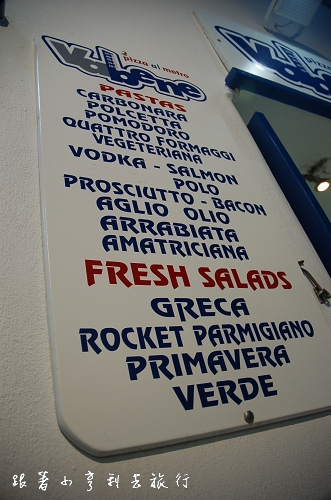 pizza al metro
Va bene
PASTAS
CARBONARA
POLCETTA
POMODORO
QUATTRO FORMAGGI
VEGETERIANA
VODKA - SALMON
POLO
PROSCIUTTO - BACON
AGLIO OLIO
ARRABIATA
AMATRICIANA
FRESH SALADS
GRECA
ROCKET PARMIGIANO
PRIMAVERA
VERDE
pizza
跟著小亨利去旅行